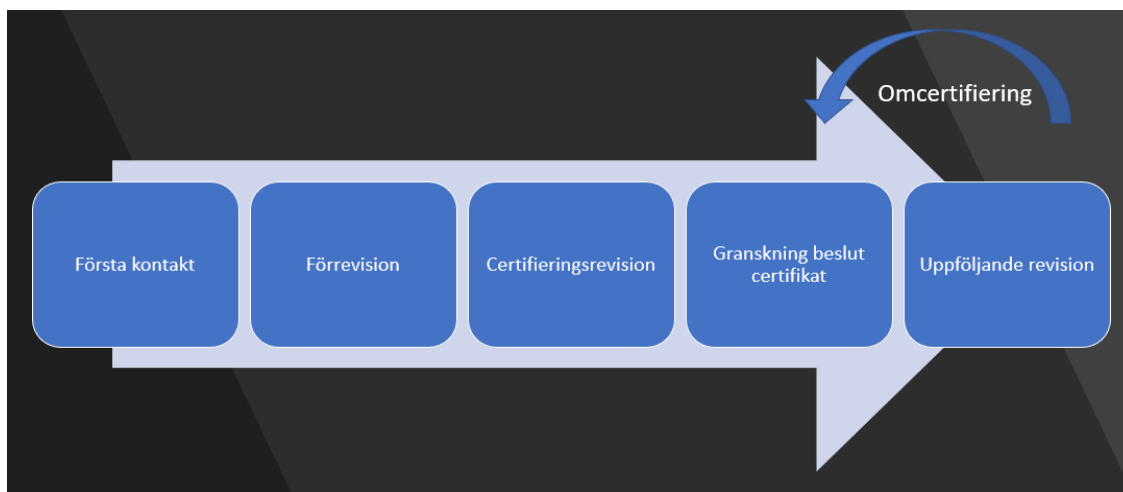 Omcertifiering
Första kontakt
Förrevision
Certifieringsrevision
Granskning beslut
certifikat
Uppföljande revision